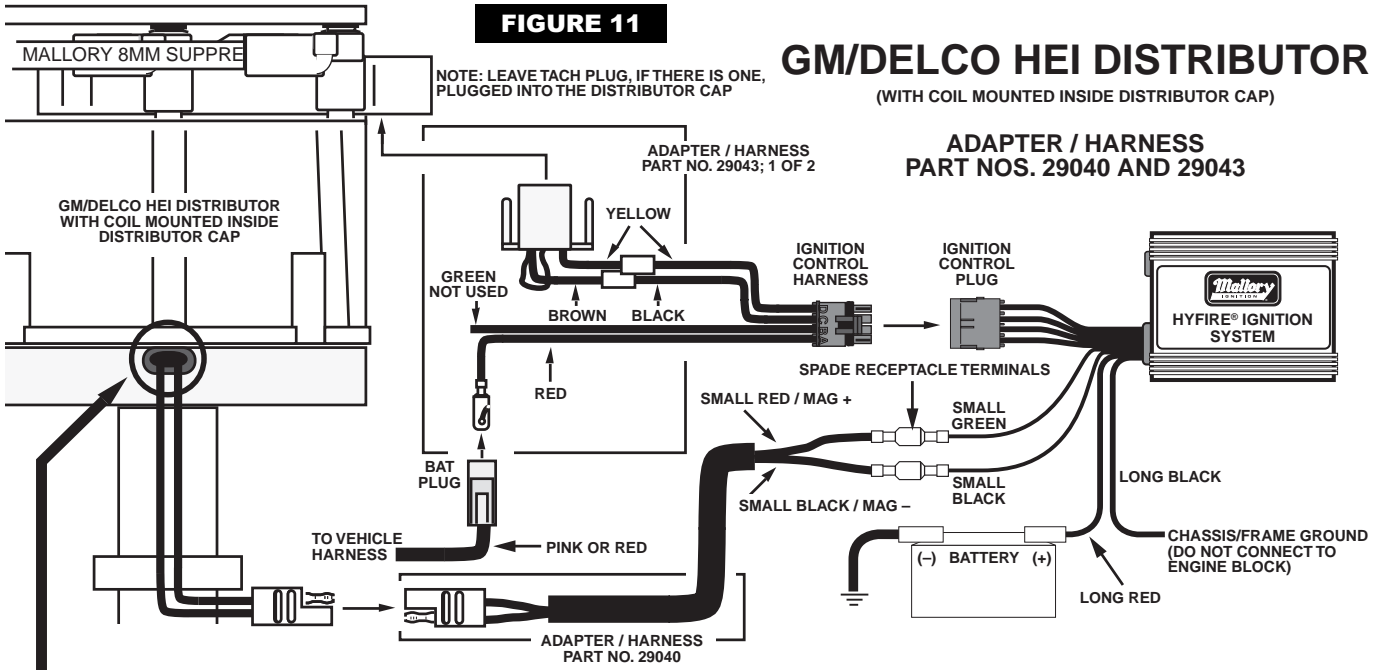 FIGURE 11
MALLORY 8MM SUPPRE
NOTE: LEAVE TACH PLUG, IF THERE IS ONE,
PLUGGED INTO THE DISTRIBUTOR CAP
GM/DELCO HEI DISTRIBUTOR
(WITH COIL MOUNTED INSIDE DISTRIBUTOR CAP)
ADAPTER / HARNESS
PART NOS. 29040 AND 29043
ADAPTER / HARNESS
PART NO. 29043; 1 OF 2
GM/DELCO HEI DISTRIBUTOR
WITH COIL MOUNTED INSIDE
DISTRIBUTOR CAP
YELLOW
GREEN
NOT USED
BROWN
BLACK
IGNITION
CONTROL
HARNESS
D C B A
IGNITION
CONTROL
PLUG
Mallory
IGNITION
HYFIRE® IGNITION
SYSTEM
RED
SPADE RECEPTACLE TERMINALS
SMALL RED / MAG +
SMALL
GREEN
BAT
PLUG
SMALL BLACK / MAG –
SMALL
BLACK
LONG BLACK
TO VEHICLE
HARNESS
PINK OR RED
(–) BATTERY (+)
CHASSIS/FRAME GROUND
(DO NOT CONNECT TO
ENGINE BLOCK)
LONG RED
ADAPTER / HARNESS
PART NO. 29040